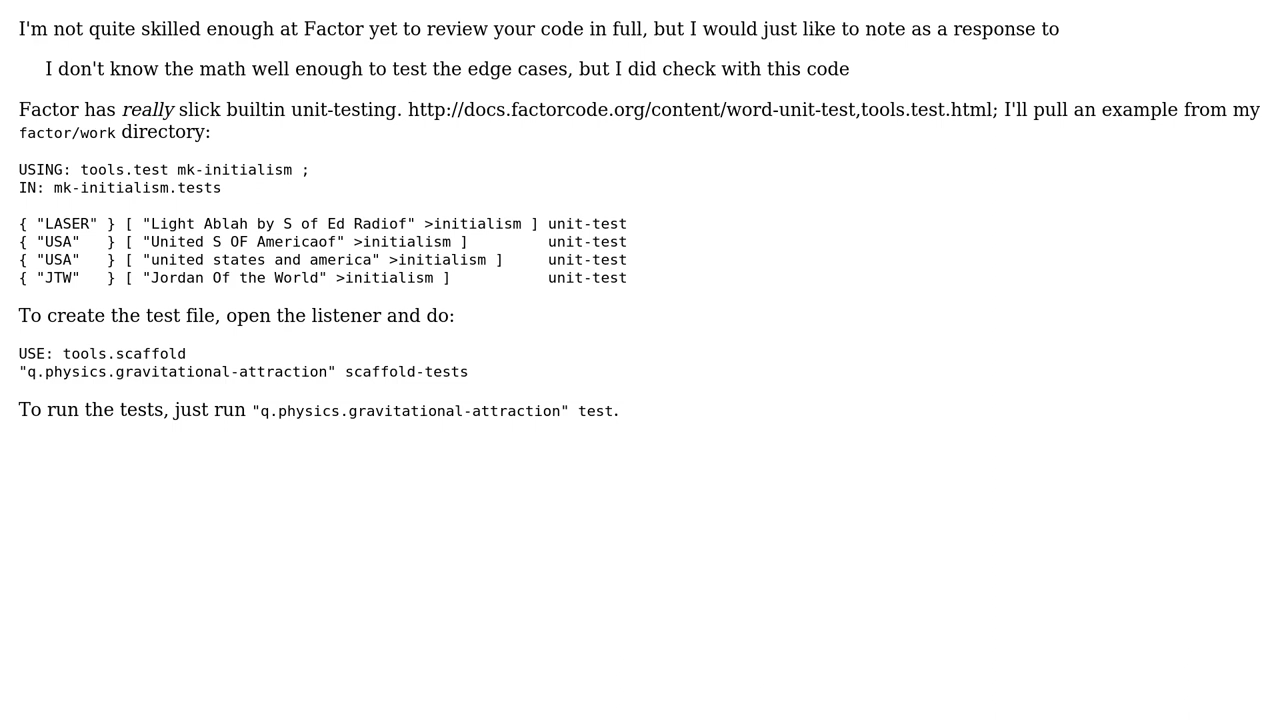 I'm not quite skilled enough at Factor yet to review your code in full, but I would just like to note as a response to
I don't know the math well enough to test the edge cases, but I did check with this code
Factor has really slick builtin unit-testing. http://docs.factorcode.org/content/word-unit-test,tools.test.html; I'll pull an example from my
factor/work directory:
USING: tools.test mk-initialism ;
IN: mk-initialism.tests
{ "LASER" } [ "Light Ablah by S of Ed Radiof" >initialism ] unit-test
{ "USA"   } [ "United S OF Americaof" >initialism ]         unit-test
{ "USA"   } [ "united states and america" >initialism ]     unit-test
{ "JTW"   } [ "Jordan Of the World" >initialism ]           unit-test
To create the test file, open the listener and do:
USE: tools.scaffold
"q.physics.gravitational-attraction" scaffold-tests
To run the tests, just run "q.physics.gravitational-attraction" test.